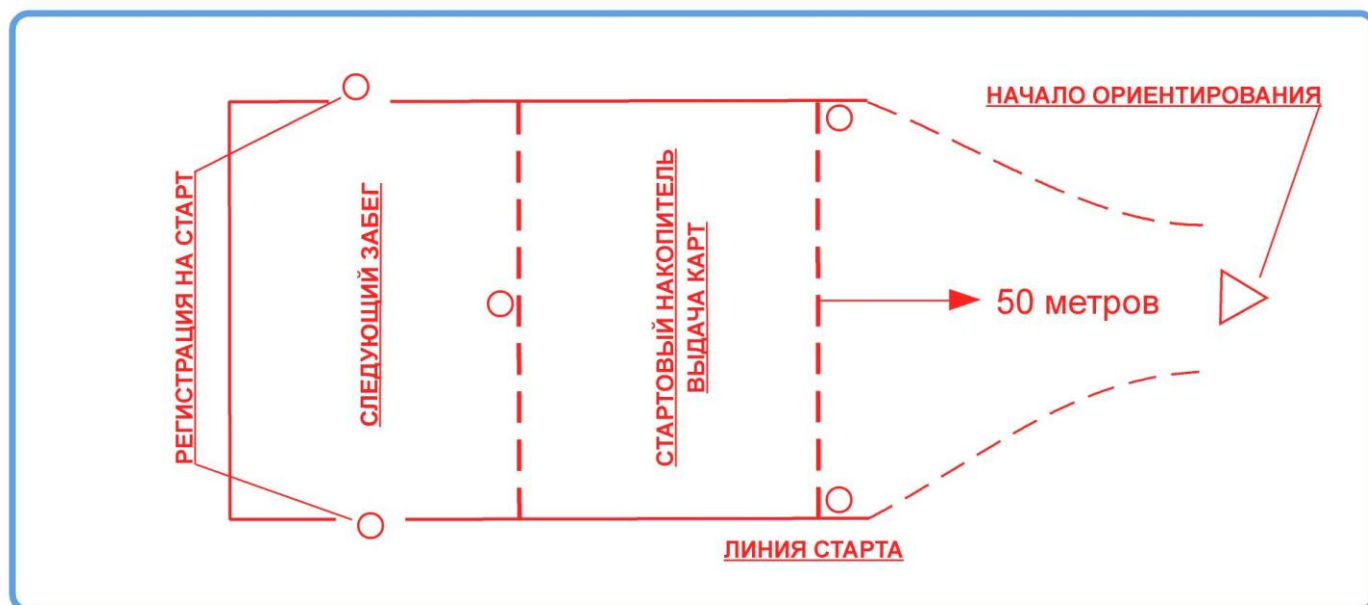 РЕГИСТРАЦИЯ НА СТАРТ
СЛЕДУЮЩИЙ ЗАБЕГ
СТАРТОВЫЙ НАКОПИТЕЛЬ
ВЫДАЧА КАРТ
НАЧАЛО ОРИЕНТИРОВАНИЯ
50 метров
ЛИНИЯ СТАРТА